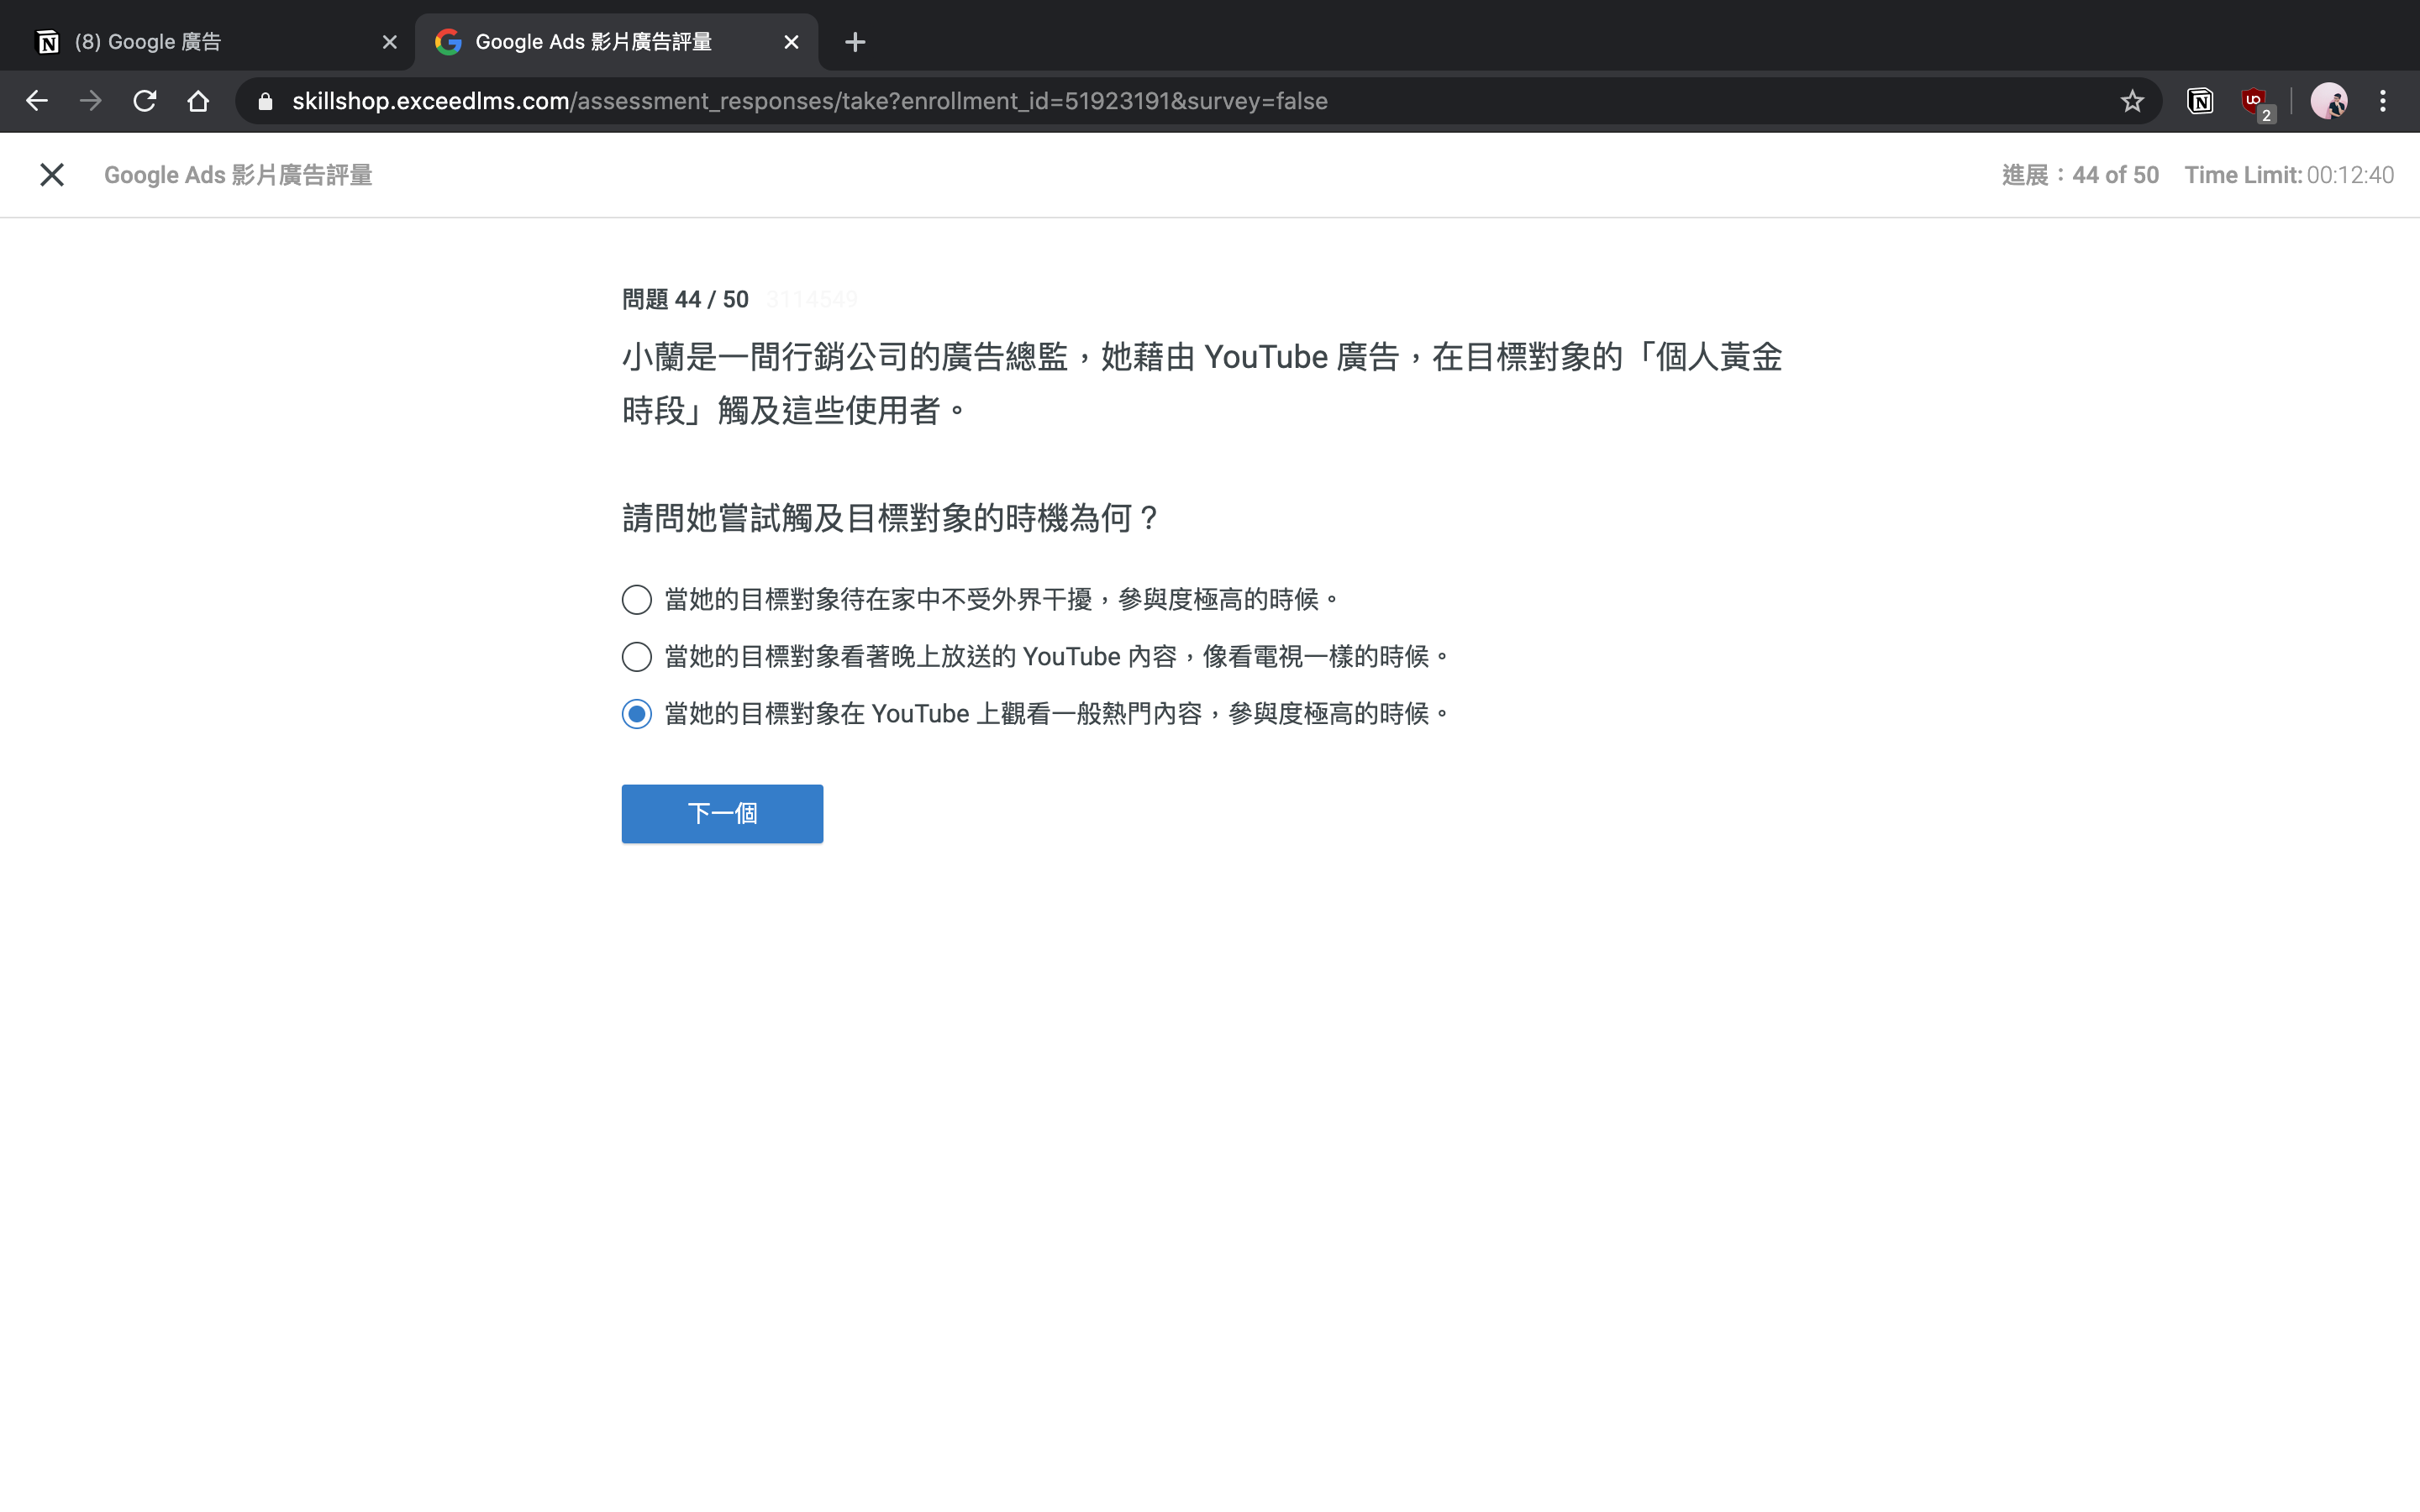 (8) Google 廣告
Google Ads 影片廣告評量
skillshop.exceedlms.com/assessment_responses/take?enrollment_id=51923191&survey=false
2
Google Ads 影片廣告評量
進展：44 of 50 Time Limit: 00:12:40
問題 44 / 50 3114549
小蘭是一間行銷公司的廣告總監，她藉由 YouTube 廣告，在目標對象的「個人黃金
時段」觸及這些使用者。
請問她嘗試觸及目標對象的時機為何？
當她的目標對象待在家中不受外界干擾，參與度極高的時候。
當她的目標對象看著晚上放送的 YouTube 內容，像看電視一樣的時候。
當她的目標對象在 YouTube 上觀看一般熱門內容，參與度極高的時候。
下一個